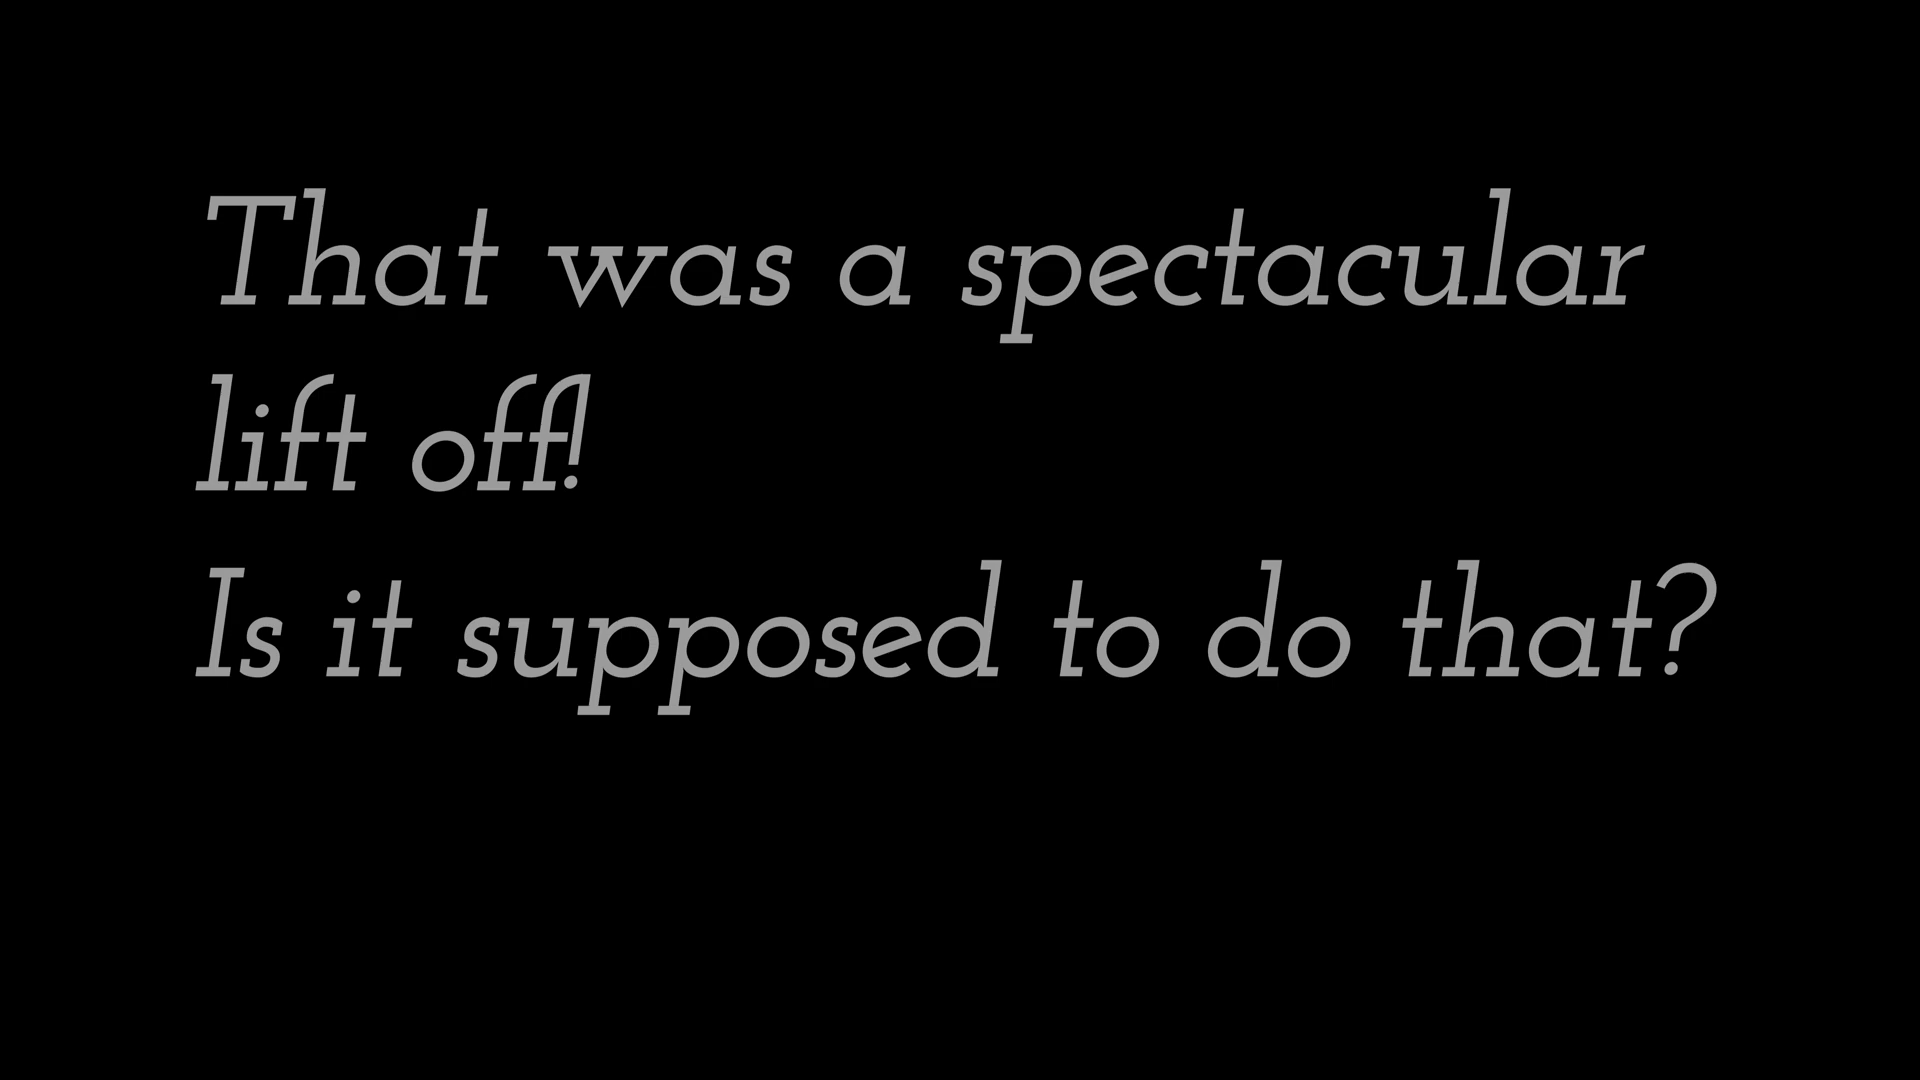 That was a spectacular
lift off!
Is it supposed to do that?